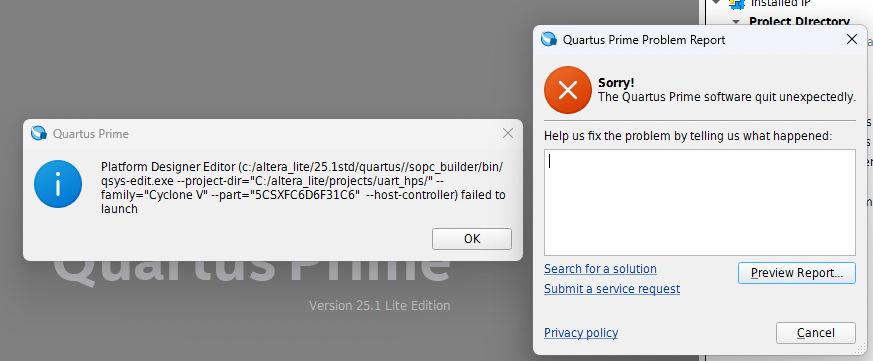 Installed IP
Project Directory
Quartus Prime
Platform Designer Editor (c:/altera_lite/25.1std/quartus//sopc_builder/bin/
qsys-edit.exe --project-dir="C:/altera_lite/projects/uart_hps/" --
family="Cyclone V" --part="5CSXFC6D6F31C6"  --host-controller) failed to
launch
OK
Quartus Prime
Version 25.1 Lite Edition
Quartus Prime Problem Report
Sorry!
The Quartus Prime software quit unexpectedly.
Help us fix the problem by telling us what happened:
Search for a solution
Submit a service request
Preview Report...
Privacy policy
Cancel